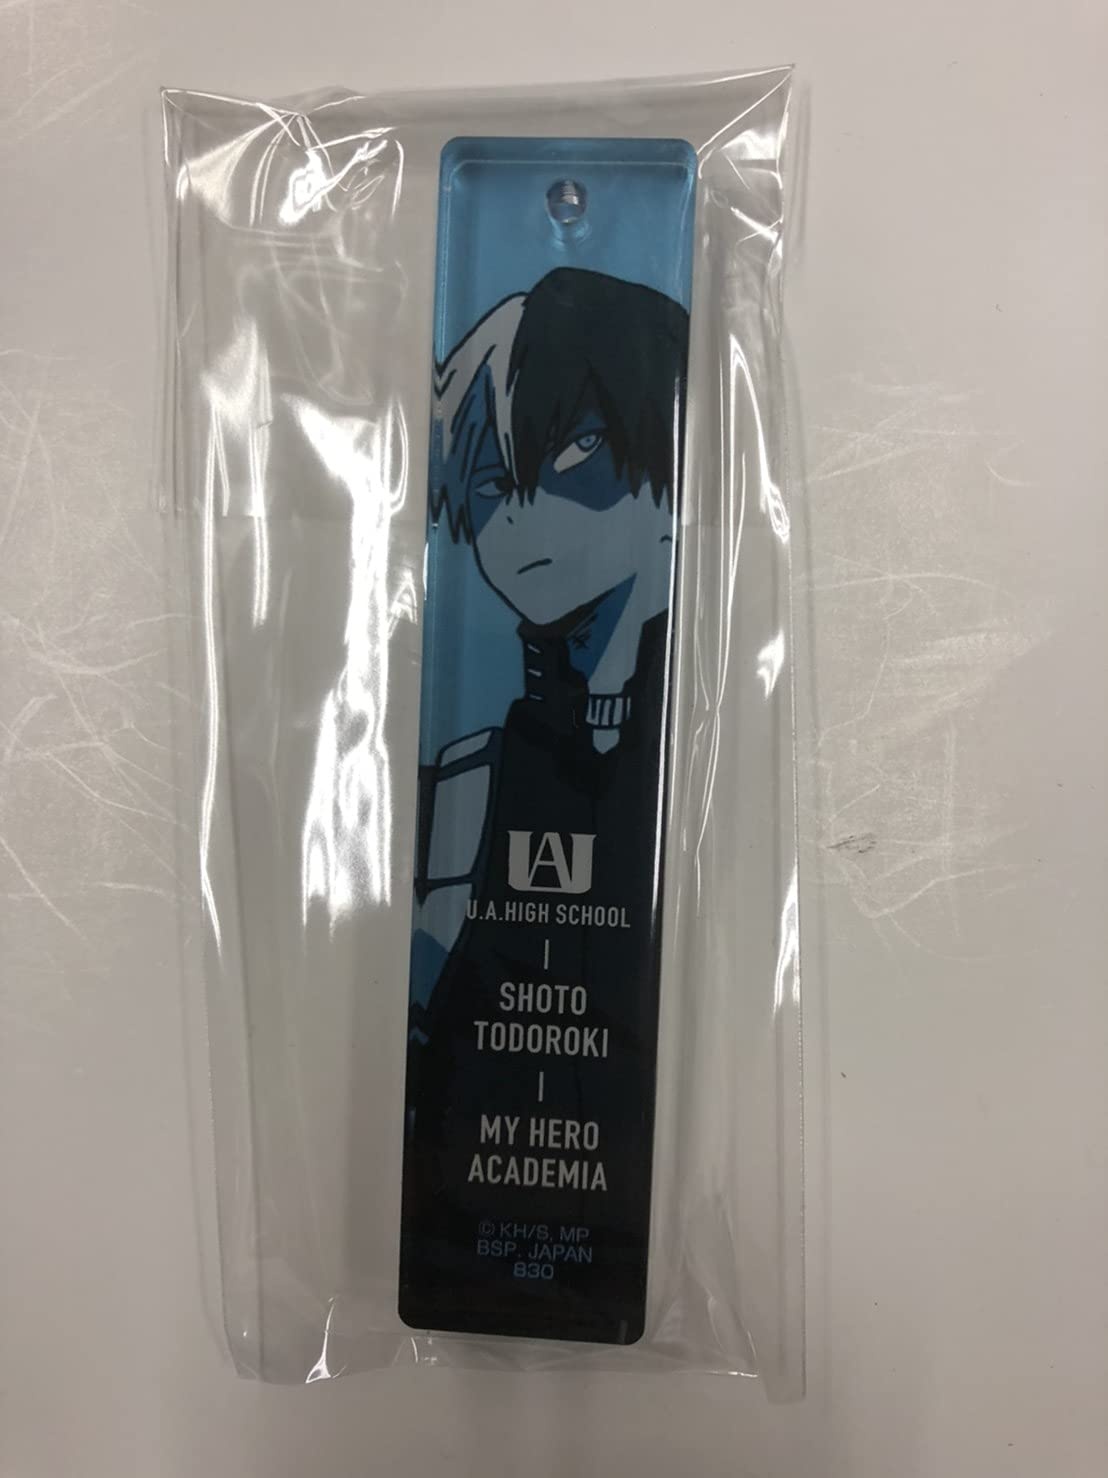 UA
U.A.HIGH SCHOOL
SHOTO
TODOROKI
MY HERO
ACADEMIA
© KH/S, MP
BSP, JAPAN
830